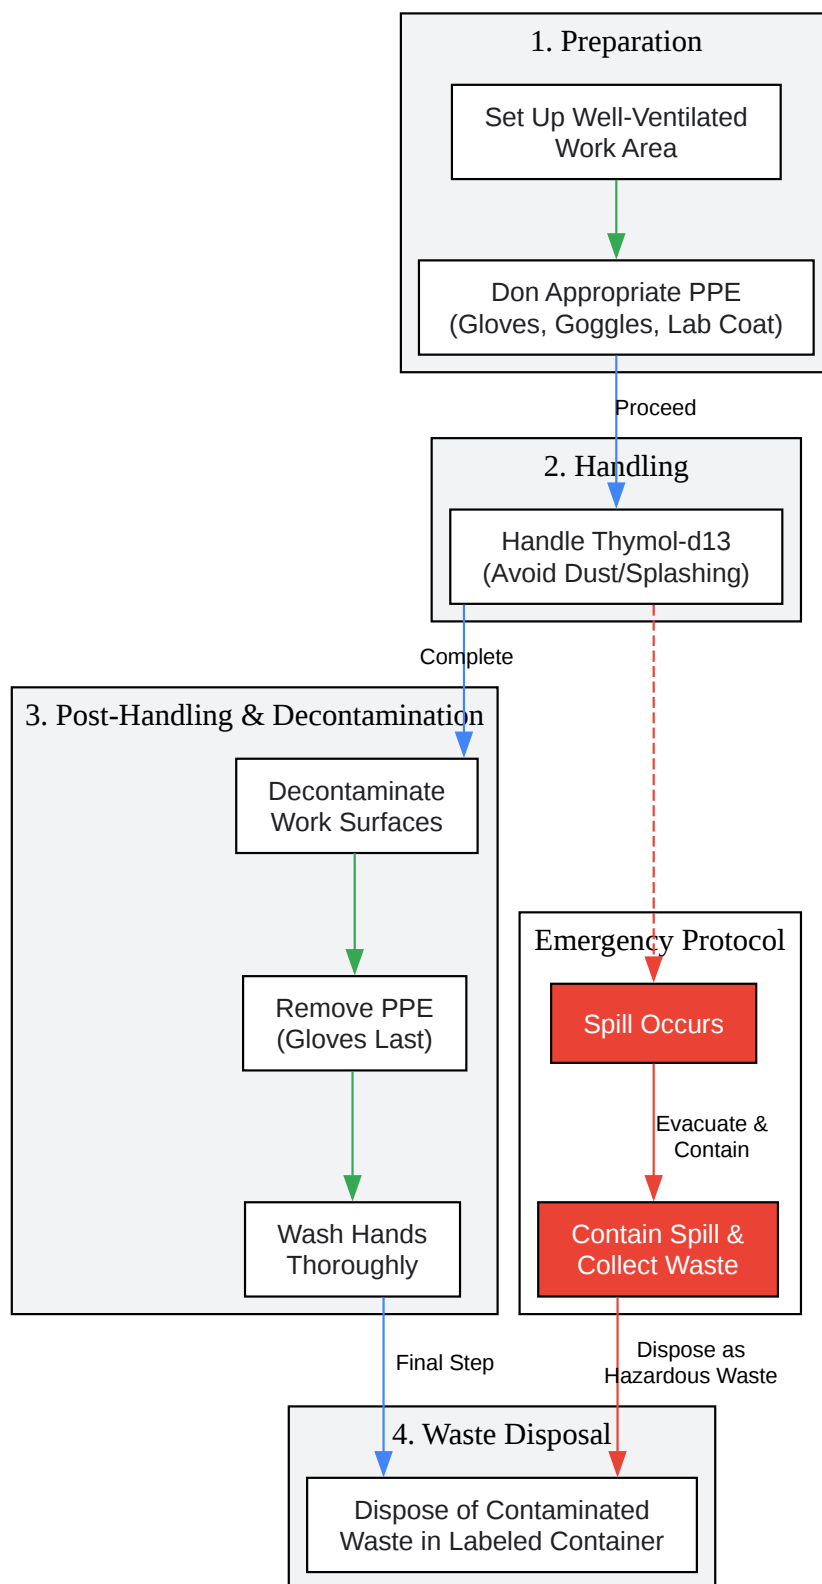 1. Preparation
Set Up Well-Ventilated
Work Area
Don Appropriate PPE
(Gloves, Goggles, Lab Coat)
Proceed
2. Handling
Handle Thymol-d13
(Avoid Dust/Splashing)
Complete
3. Post-Handling & Decontamination
Decontaminate
Work Surfaces
Remove PPE
(Gloves Last)
Wash Hands
Thoroughly
Emergency Protocol
Spill Occurs
Evacuate &
Contain
Contain Spill &
Collect Waste
Final Step
Dispose as
Hazardous Waste
4. Waste Disposal
Dispose of Contaminated
Waste in Labeled Container